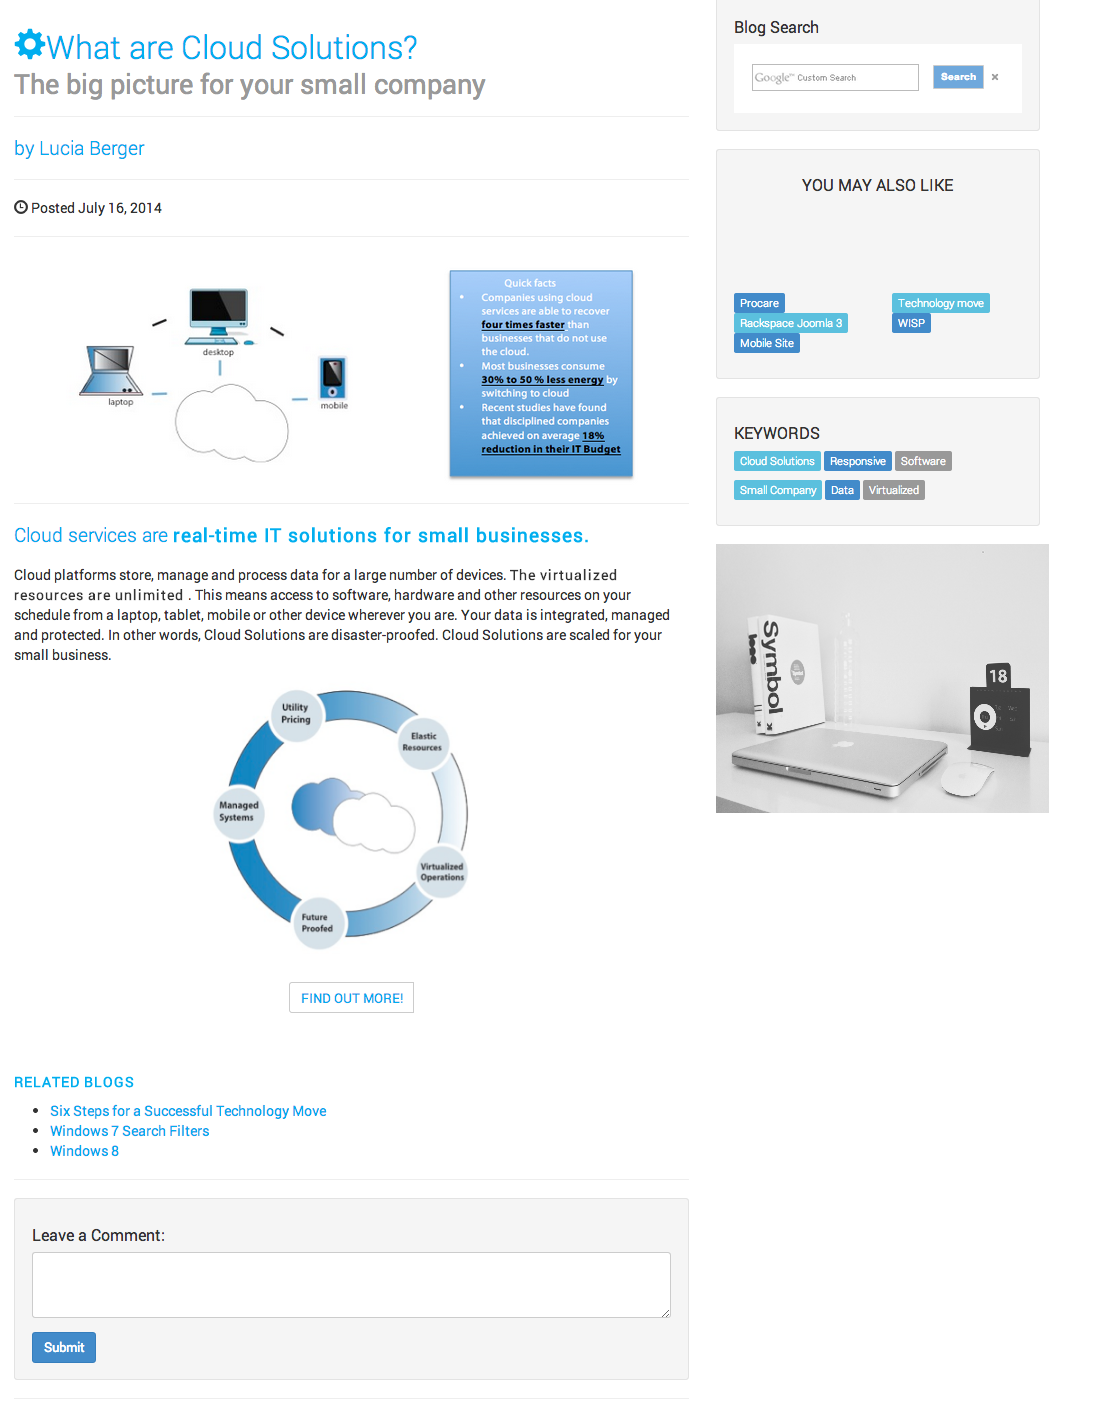 What are Cloud Solutions?
The big picture for your small company
by Lucia Berger
Posted July 16, 2014
desktop
laptop
mobile
Quick facts
• Companies using cloud
services are able to recover
four times faster than
businesses that do not use
the cloud.
• Most businesses consume
30% to 50 % less energy by
switching to cloud
• Recent studies have found
that disciplined companies
achieved on average 18%
reduction in their IT Budget
Cloud services are real-time IT solutions for small businesses.
Cloud platforms store, manage and process data for a large number of devices. The virtualized
resources are unlimited . This means access to software, hardware and other resources on your
schedule from a laptop, tablet, mobile or other device wherever you are. Your data is integrated, managed
and protected. In other words, Cloud Solutions are disaster-proofed. Cloud Solutions are scaled for your
small business.
Utility
Pricing
Elastic
Resources
Managed
Systems
Virtualized
Operations
Future
Proofed
FIND OUT MORE!
RELATED BLOGS
• Six Steps for a Successful Technology Move
• Windows 7 Search Filters
• Windows 8
Leave a Comment:
Submit
Blog Search
Google™ Custom Search
Search ×
YOU MAY ALSO LIKE
Procare
Technology move
Rackspace Joomla 3
WISP
Mobile Site
KEYWORDS
Cloud Solutions Responsive Software
Small Company Data Virtualized
Symbol
logo
18